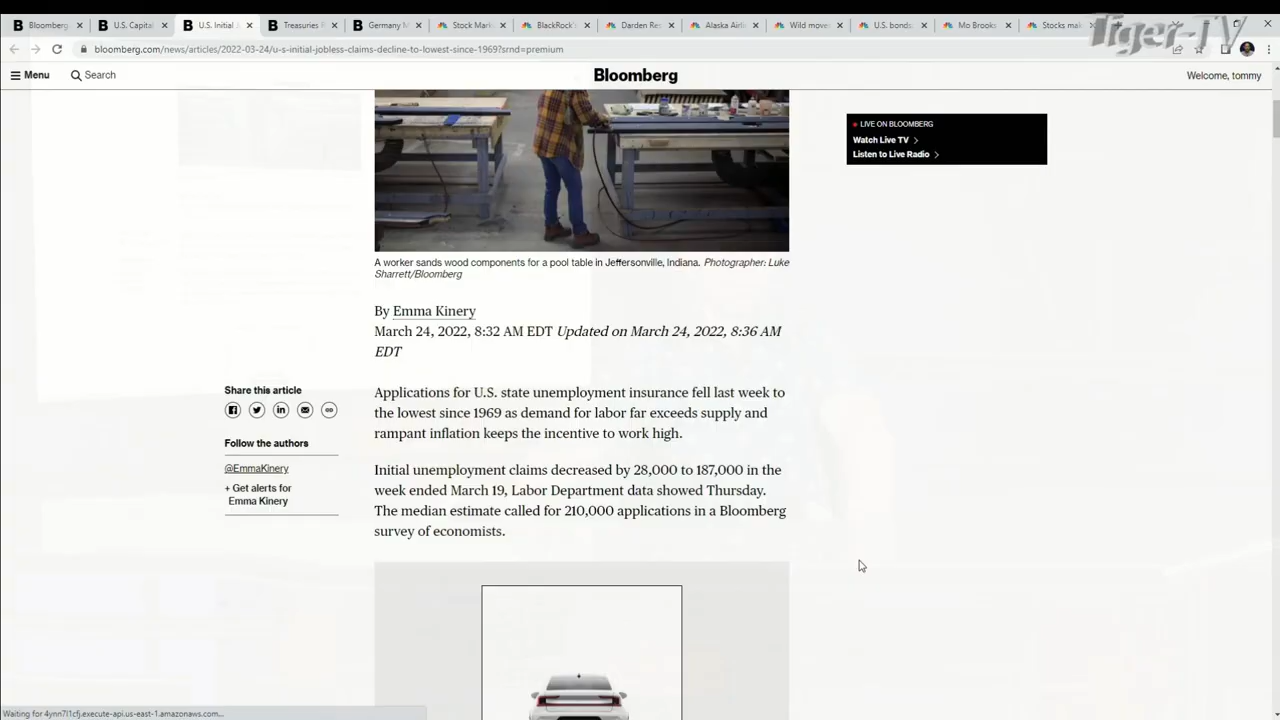 Bloomberg
U.S. Capital
U.S. Initial J
Treasuries
Germany M
Stock Mark
BlackRock's
Darden Res
Alaska Airli
Wild move
U.S. bonds
Mo Brooks
Stocks mak
Tiger-TV
bloomberg.com/news/articles/2022-03-24/u-s-initial-jobless-claims-decline-to-lowest-since-1969?srnd=premium
Menu
Search
Bloomberg
Welcome, tommy
LIVE ON BLOOMBERG
Watch Live TV
Listen to Live Radio
A worker sands wood components for a pool table in Jeffersonville, Indiana. Photographer: Luke
Sharrett/Bloomberg
By Emma Kinery
March 24, 2022, 8:32 AM EDT Updated on March 24, 2022, 8:36 AM
EDT
Share this article
Follow the authors
@EmmaKinery
+ Get alerts for
Emma Kinery
Applications for U.S. state unemployment insurance fell last week to
the lowest since 1969 as demand for labor far exceeds supply and
rampant inflation keeps the incentive to work high.
Initial unemployment claims decreased by 28,000 to 187,000 in the
week ended March 19, Labor Department data showed Thursday.
The median estimate called for 210,000 applications in a Bloomberg
survey of economists.
Waiting for 4ynn7l1cfj.execute-api.us-east-1.amazonaws.com...